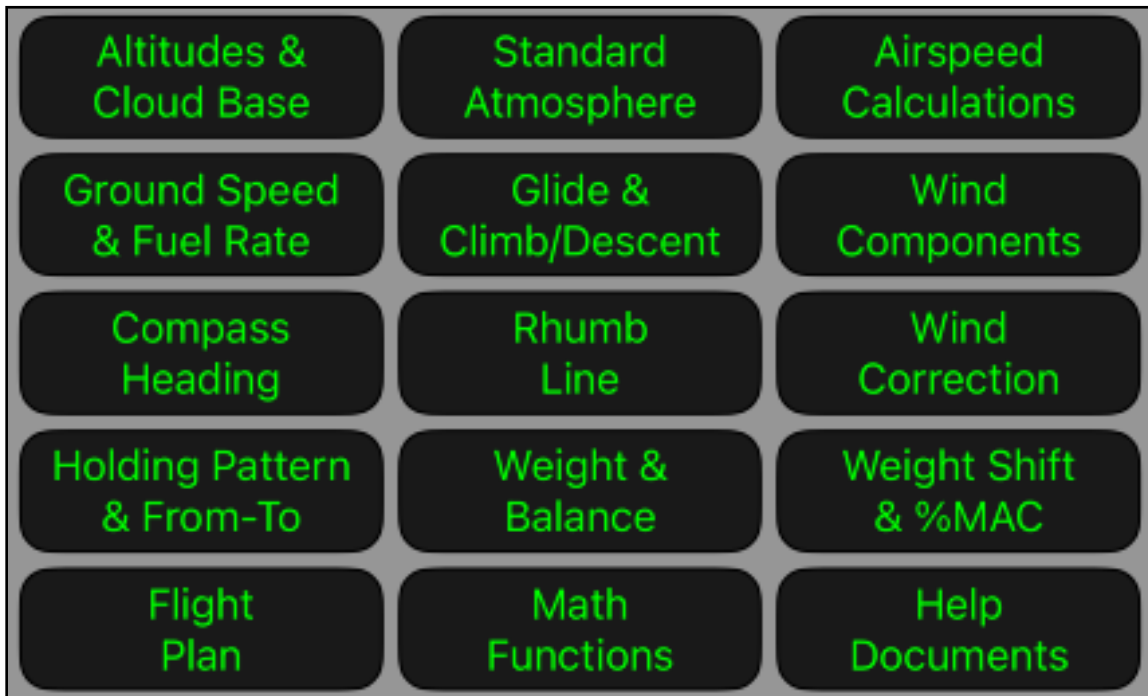 Altitudes &
Cloud Base
Standard
Atmosphere
Airspeed
Calculations
Ground Speed
& Fuel Rate
Glide &
Climb/Descent
Wind
Components
Compass
Heading
Rhumb
Line
Wind
Correction
Holding Pattern
& From-To
Weight &
Balance
Weight Shift
& %MAC
Flight
Plan
Math
Functions
Help
Documents